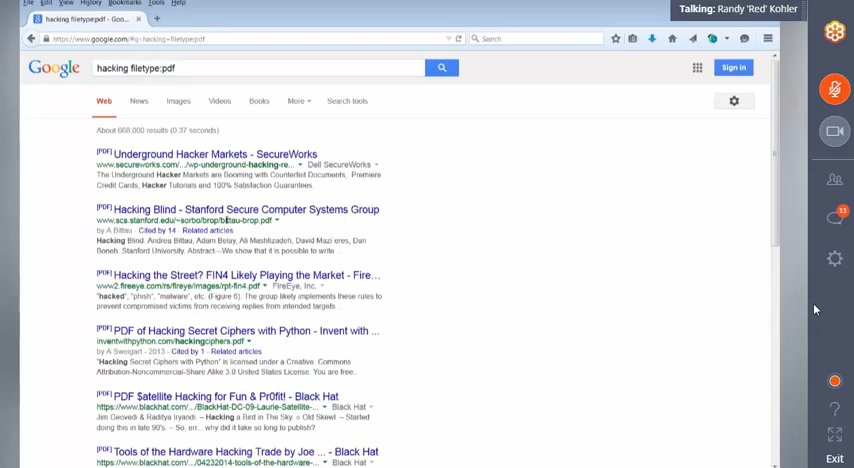 File Edit View History Bookmarks Tools Help
Talking: Randy 'Red' Kohler
hacking filetype:pdf - Goo... × +
https://www.google.com/#q=hacking+filetype:pdf
Search
Google
hacking filetype:pdf
Sign in
Web News Images Videos Books More Search tools
About 668,000 results (0.37 seconds)
[PDF] Underground Hacker Markets - SecureWorks
www.secureworks.com/.../wp-underground-hacking-re... Dell SecureWorks
The Underground Hacker Markets are Booming with Counterfeit Documents, Premiere
Credit Cards, Hacker Tutorials and 100% Satisfaction Guarantees.
[PDF] Hacking Blind - Stanford Secure Computer Systems Group
www.scs.stanford.edu/~sorbo/brop/bittau-brop.pdf
by A Bittau - Cited by 14 - Related articles
Hacking Blind. Andrea Bittau, Adam Belay, Ali Mashtizadeh, David Mazi`eres, Dan
Boneh. Stanford University. Abstract—We show that it is possible to write ...
[PDF] Hacking the Street? FIN4 Likely Playing the Market - Fire...
www2.fireeye.com/rs/fireye/images/rpt-fin4.pdf FireEye, Inc.
"hacked", "phish", "malware", etc. (Figure 6). The group likely implements these rules to
prevent compromised victims from receiving replies from intended targets ...
[PDF] PDF of Hacking Secret Ciphers with Python - Invent with ...
inventwithpython.com/hackingciphers.pdf
by A Sweigart - 2013 - Cited by 1 - Related articles
"Hacking Secret Ciphers with Python" is licensed under a Creative. Commons
Attribution-Noncommercial-Share Alike 3.0 United States License. You are free..
[PDF] PDF $atellite Hacking for Fun & Pr0fit! - Black Hat
https://www.blackhat.com/.../BlackHat-DC-09-Laurie-Satellite-... Black Hat
Jim Geovedi & Raditya Iryandi. – Hacking a Bird in The Sky. ○ Old Skewl. – Started
doing this in late 90's. – So, err... why did it take so long to publish?
[PDF] Tools of the Hardware Hacking Trade by Joe ... - Black Hat
https://www.blackhat.com/.../04232014-tools-of-the-hardware-... Black Hat
11
Exit